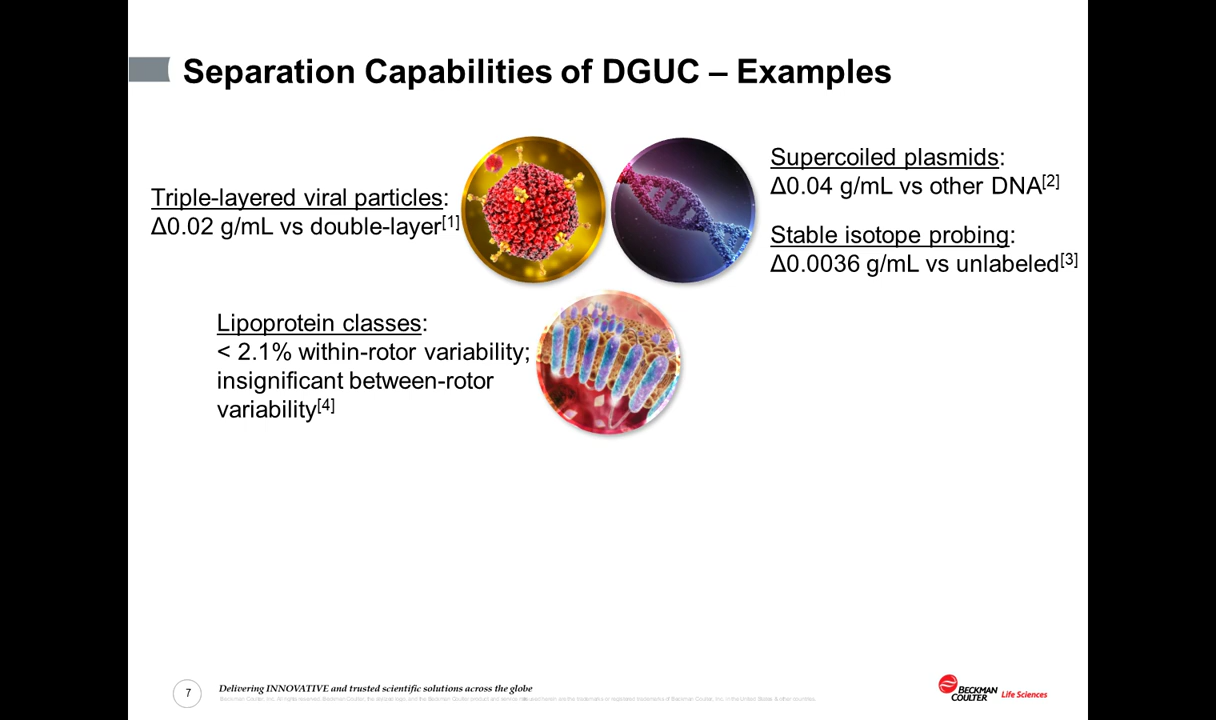 Separation Capabilities of DGUC – Examples
Triple-layered viral particles:
Δ0.02 g/mL vs double-layer[1]
Supercoiled plasmids:
Δ0.04 g/mL vs other DNA[2]
Stable isotope probing:
Δ0.0036 g/mL vs unlabeled[3]
Lipoprotein classes:
< 2.1% within-rotor variability;
insignificant between-rotor
variability[4]
7
Delivering INNOVATIVE and trusted scientific solutions across the globe
BECKMAN
COULTER Life Sciences